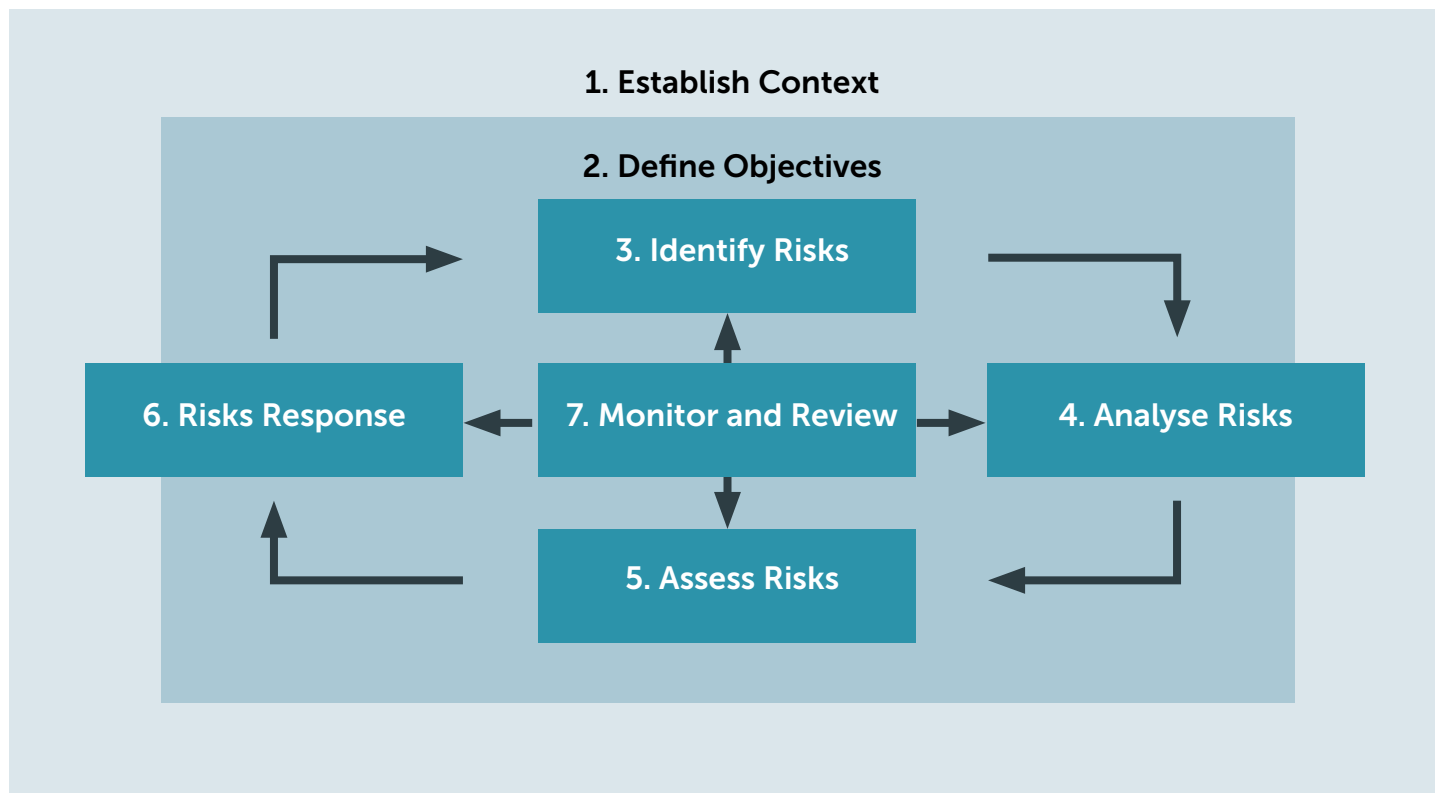 1. Establish Context
2. Define Objectives
3. Identify Risks
6. Risks Response
7. Monitor and Review
4. Analyse Risks
5. Assess Risks